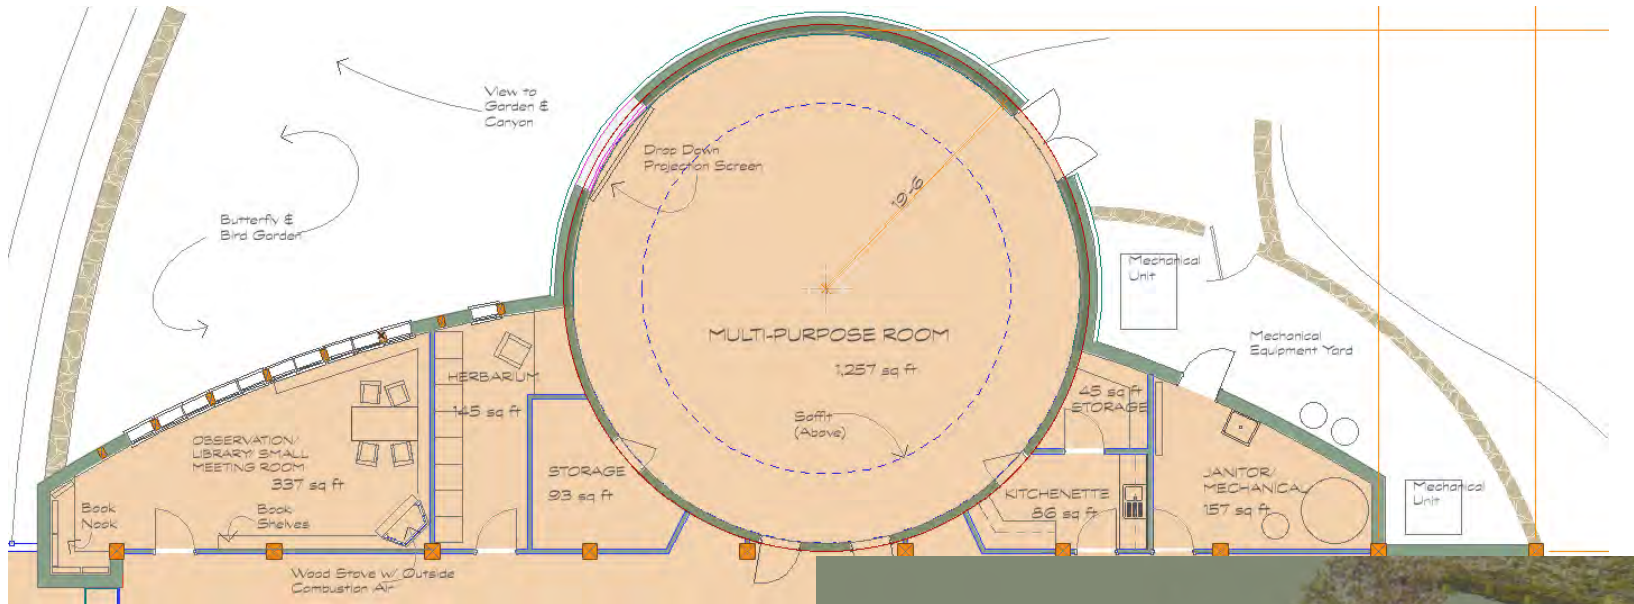 View to
Garden &
Canyon
Drop Down
Projection Screen
19-6
Butterfly &
Bird Garden
Mechanical
Unit
Mechanical
Equipment Yard
MULTI-PURPOSE ROOM
1,257 sq ft
HERBARIUM
145 sq ft
45 sq ft
STORAGE
Soffit
(Above)
OBSERVATION/
LIBRARY/ SMALL
MEETING ROOM
337 sq ft
STORAGE
93 sq ft
JANITOR/
MECHANICAL
157 sq ft
KITCHENETTE
86 sq ft
Mechanical
Unit
Book
Nook
Book
Shelves
Wood Stove w/ Outside
Combustion Air